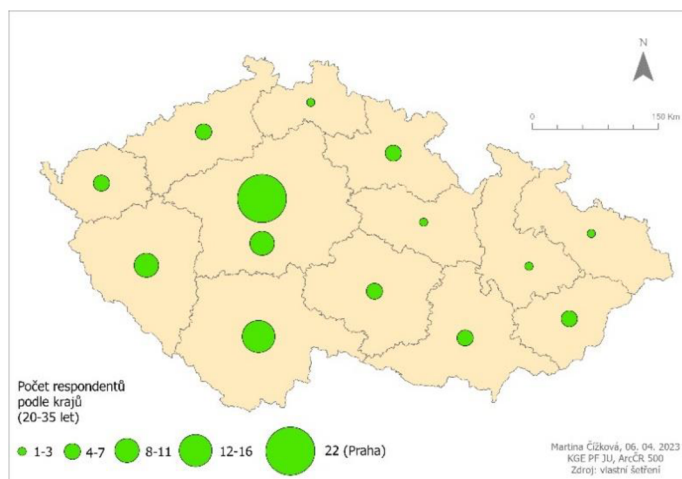 N
0 150 Km
Počet respondentů
podle krajů
(20-35 let)
1-3 4-7 8-11 12-16 22 (Praha)
Martina Čížková, 06. 04. 2023
KGE PF JU, ArcČR 500
Zdroj: vlastní šetření